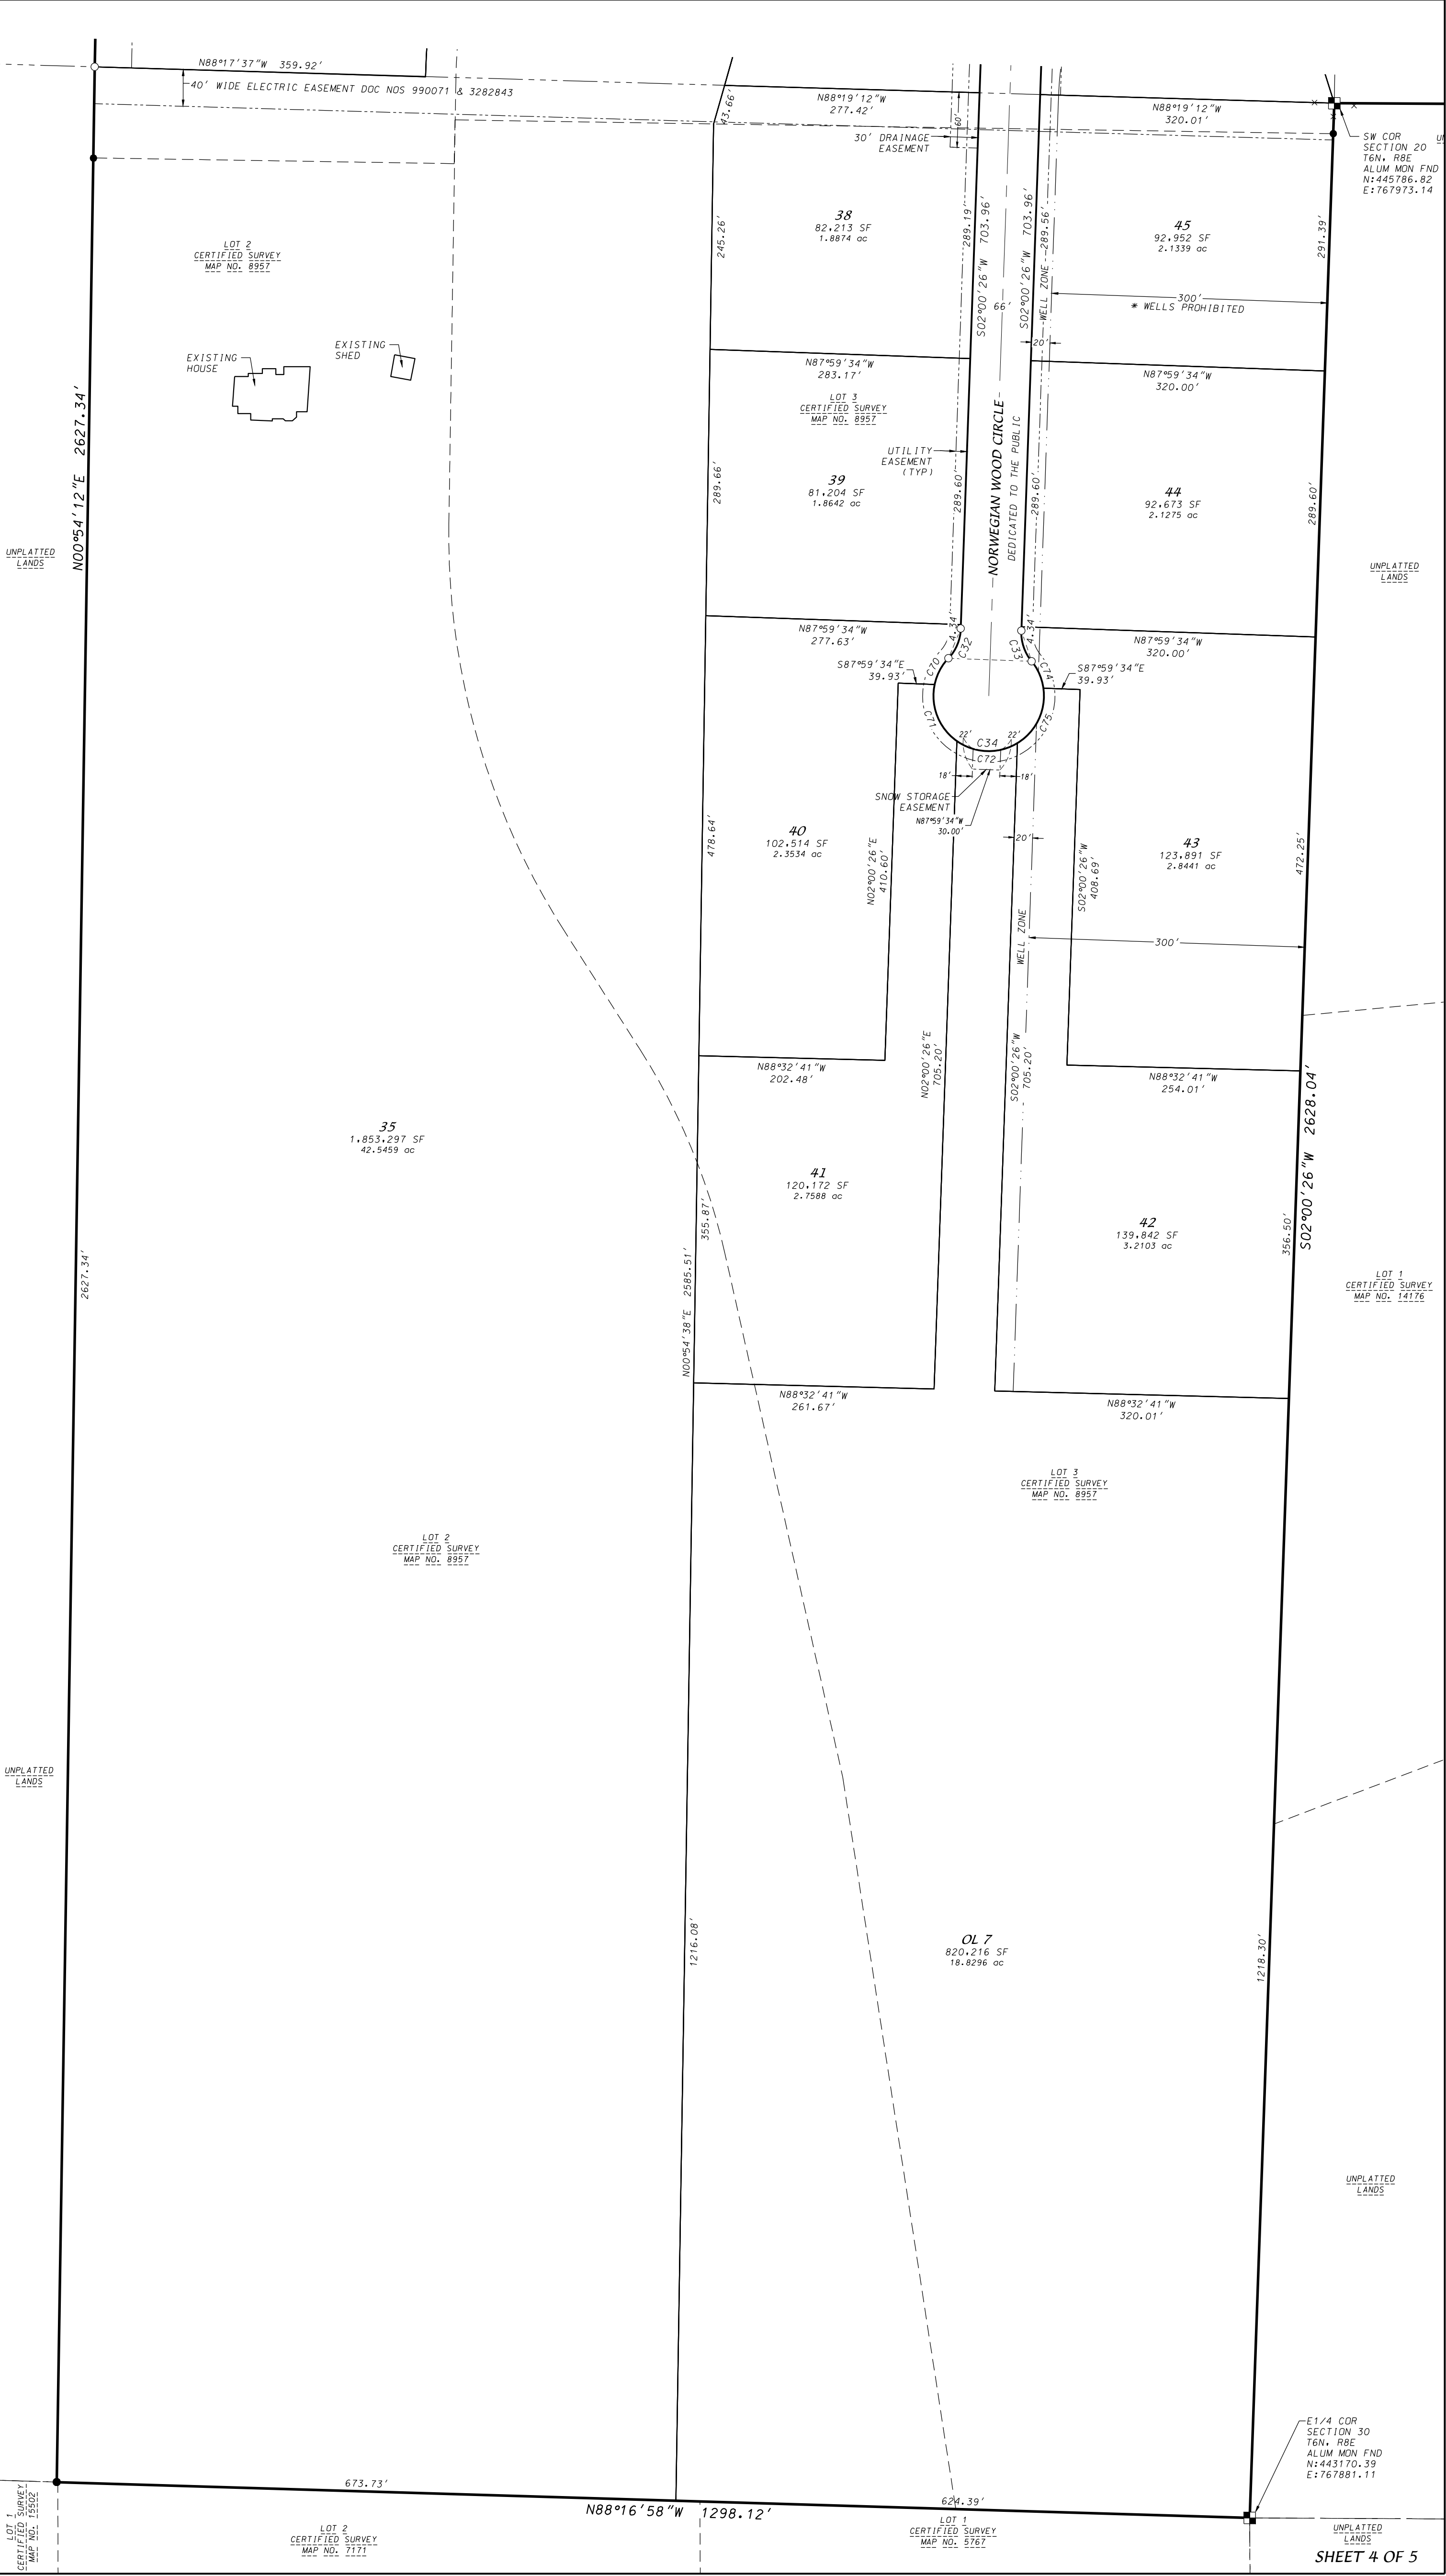 N88°17'37"W 359.92'
40' WIDE ELECTRIC EASEMENT DOC NOS 990071 & 3282843
43.66'
N88°19'12"W
277.42'
60'
30' DRAINAGE
EASEMENT
N88°19'12"W
320.01'
SW COR
SECTION 20
T6N, R8E
ALUM MON FND
N:445786.82
E:767973.14
LOT 2
CERTIFIED SURVEY
MAP NO. 8957
EXISTING
HOUSE
EXISTING
SHED
38
82,213 SF
1.8874 ac
245.26'
289.19'
S02°00'26"W 703.96'
66'
S02°00'26"W 703.96'
WELL ZONE
289.56'
45
92,952 SF
2.1339 ac
291.39'
300'
* WELLS PROHIBITED
20'
N87°59'34"W
283.17'
N87°59'34"W
320.00'
LOT 3
CERTIFIED SURVEY
MAP NO. 8957
UTILITY
EASEMENT
(TYP)
39
81,204 SF
1.8642 ac
289.66'
289.60'
NORWEGIAN WOOD CIRCLE
DEDICATED TO THE PUBLIC
289.60'
44
92,673 SF
2.1275 ac
289.60'
N00°54'12"E 2627.34'
UNPLATTED
LANDS
UNPLATTED
LANDS
N87°59'34"W
277.63'
4.34'
C32
C33
4.34'
N87°59'34"W
320.00'
S87°59'34"E
39.93'
C70
C74
S87°59'34"E
39.93'
C71
C75
22'
C34
22'
C72
18'
18'
SNOW STORAGE
EASEMENT
N87°59'34"W
30.00'
20'
40
102,514 SF
2.3534 ac
478.64'
N02°00'26"E
410.60'
43
123,891 SF
2.8441 ac
472.25'
S02°00'26"W
408.69'
WELL ZONE
300'
N02°00'26"E
705.20'
S02°00'26"W
705.20'
N88°32'41"W
202.48'
N88°32'41"W
254.01'
35
1,853,297 SF
42.5459 ac
41
120,172 SF
2.7588 ac
355.87'
42
139,842 SF
3.2103 ac
356.50'
S02°00'26"W 2628.04'
2627.34'
N00°54'38"E 2585.51'
LOT 1
CERTIFIED SURVEY
MAP NO. 14176
N88°32'41"W
261.67'
N88°32'41"W
320.01'
LOT 3
CERTIFIED SURVEY
MAP NO. 8957
LOT 2
CERTIFIED SURVEY
MAP NO. 8957
UNPLATTED
LANDS
1216.08'
OL 7
820,216 SF
18.8296 ac
1218.30'
UNPLATTED
LANDS
E1/4 COR
SECTION 30
T6N, R8E
ALUM MON FND
N:443170.39
E:767881.11
673.73'
624.39'
N88°16'58"W 1298.12'
LOT 1
CERTIFIED SURVEY
MAP NO. 15502
LOT 2
CERTIFIED SURVEY
MAP NO. 7171
LOT 1
CERTIFIED SURVEY
MAP NO. 5767
UNPLATTED
LANDS
SHEET 4 OF 5